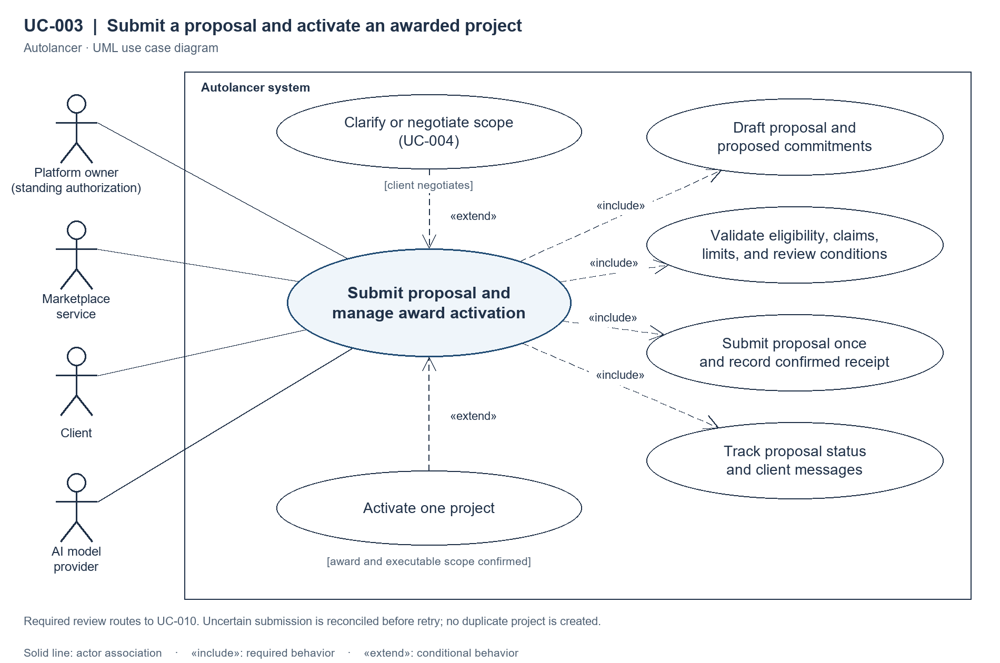 UC-003 | Submit a proposal and activate an awarded project
Autolancer · UML use case diagram
Autolancer system
Platform owner
(standing authorization)
Marketplace
service
Client
AI model
provider
Clarify or negotiate scope
(UC-004)
[client negotiates]
«extend»
Submit proposal and
manage award activation
«extend»
Activate one project
[award and executable scope confirmed]
«include»
«include»
«include»
«include»
Draft proposal and
proposed commitments
Validate eligibility, claims,
limits, and review conditions
Submit proposal once
and record confirmed receipt
Track proposal status
and client messages
Required review routes to UC-010. Uncertain submission is reconciled before retry; no duplicate project is created.
Solid line: actor association · «include»: required behavior · «extend»: conditional behavior